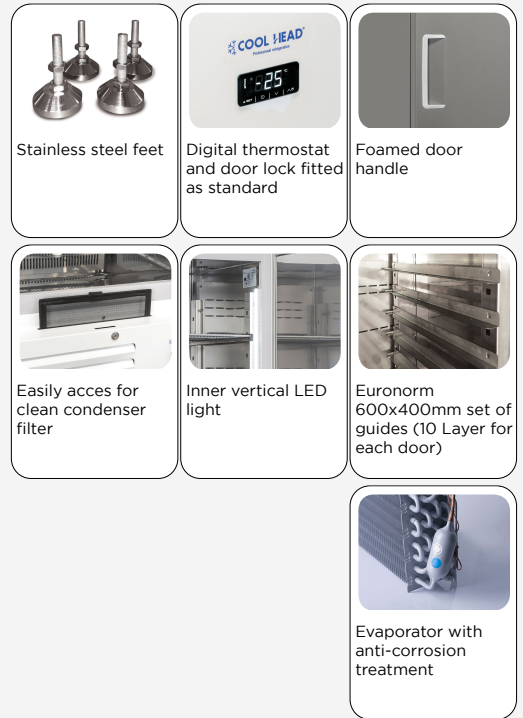 COOL HEAD
Professional refrigeration
-25°C
Stainless steel feet
Digital thermostat
and door lock fitted
as standard
Foamed door
handle
Easily acces for
clean condenser
filter
Inner vertical LED
light
Euronorm
600x400mm set of
guides (10 Layer for
each door)
Evaporator with
anti-corrosion
treatment